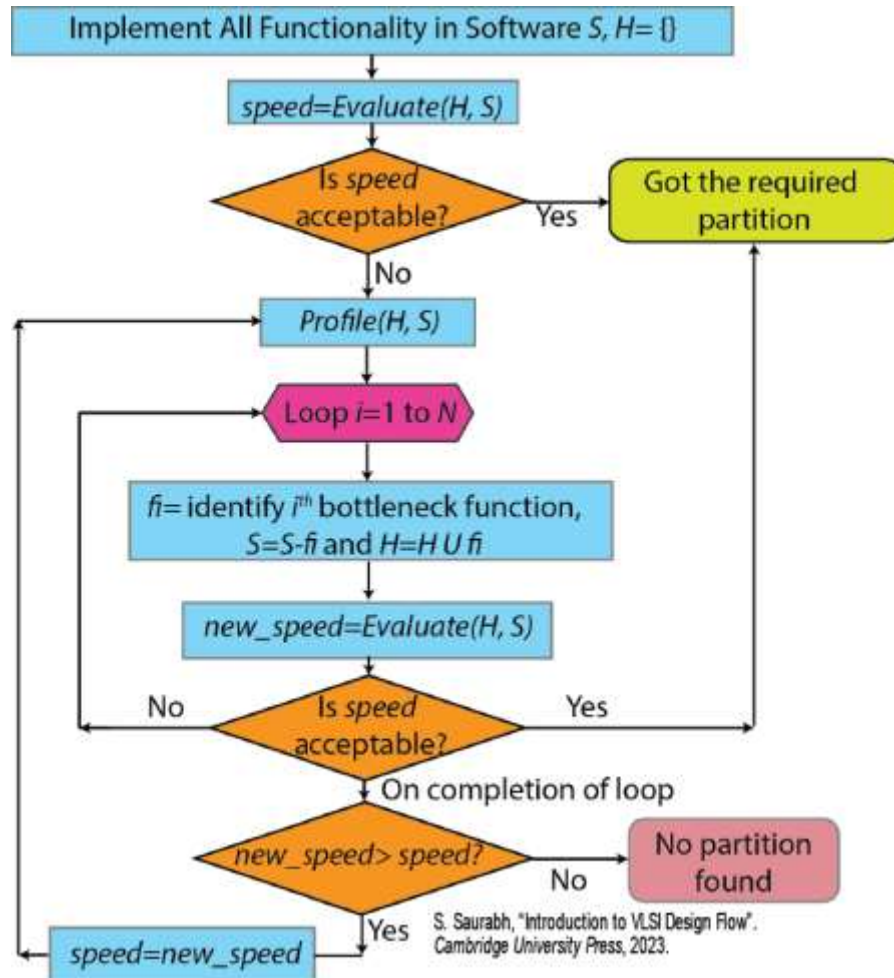 Implement All Functionality in Software S, H= {}
speed=Evaluate(H, S)
Is speed
acceptable?
Yes
Got the required
partition
No
Profile(H, S)
Loop i=1 to N
fi= identify ith bottleneck function,
S=S-fi and H=H U fi
new_speed=Evaluate(H, S)
No
Is speed
acceptable?
Yes
On completion of loop
new_speed> speed?
No
No partition
found
Yes
speed=new_speed
S. Saurabh, "Introduction to VLSI Design Flow".
Cambridge University Press, 2023.